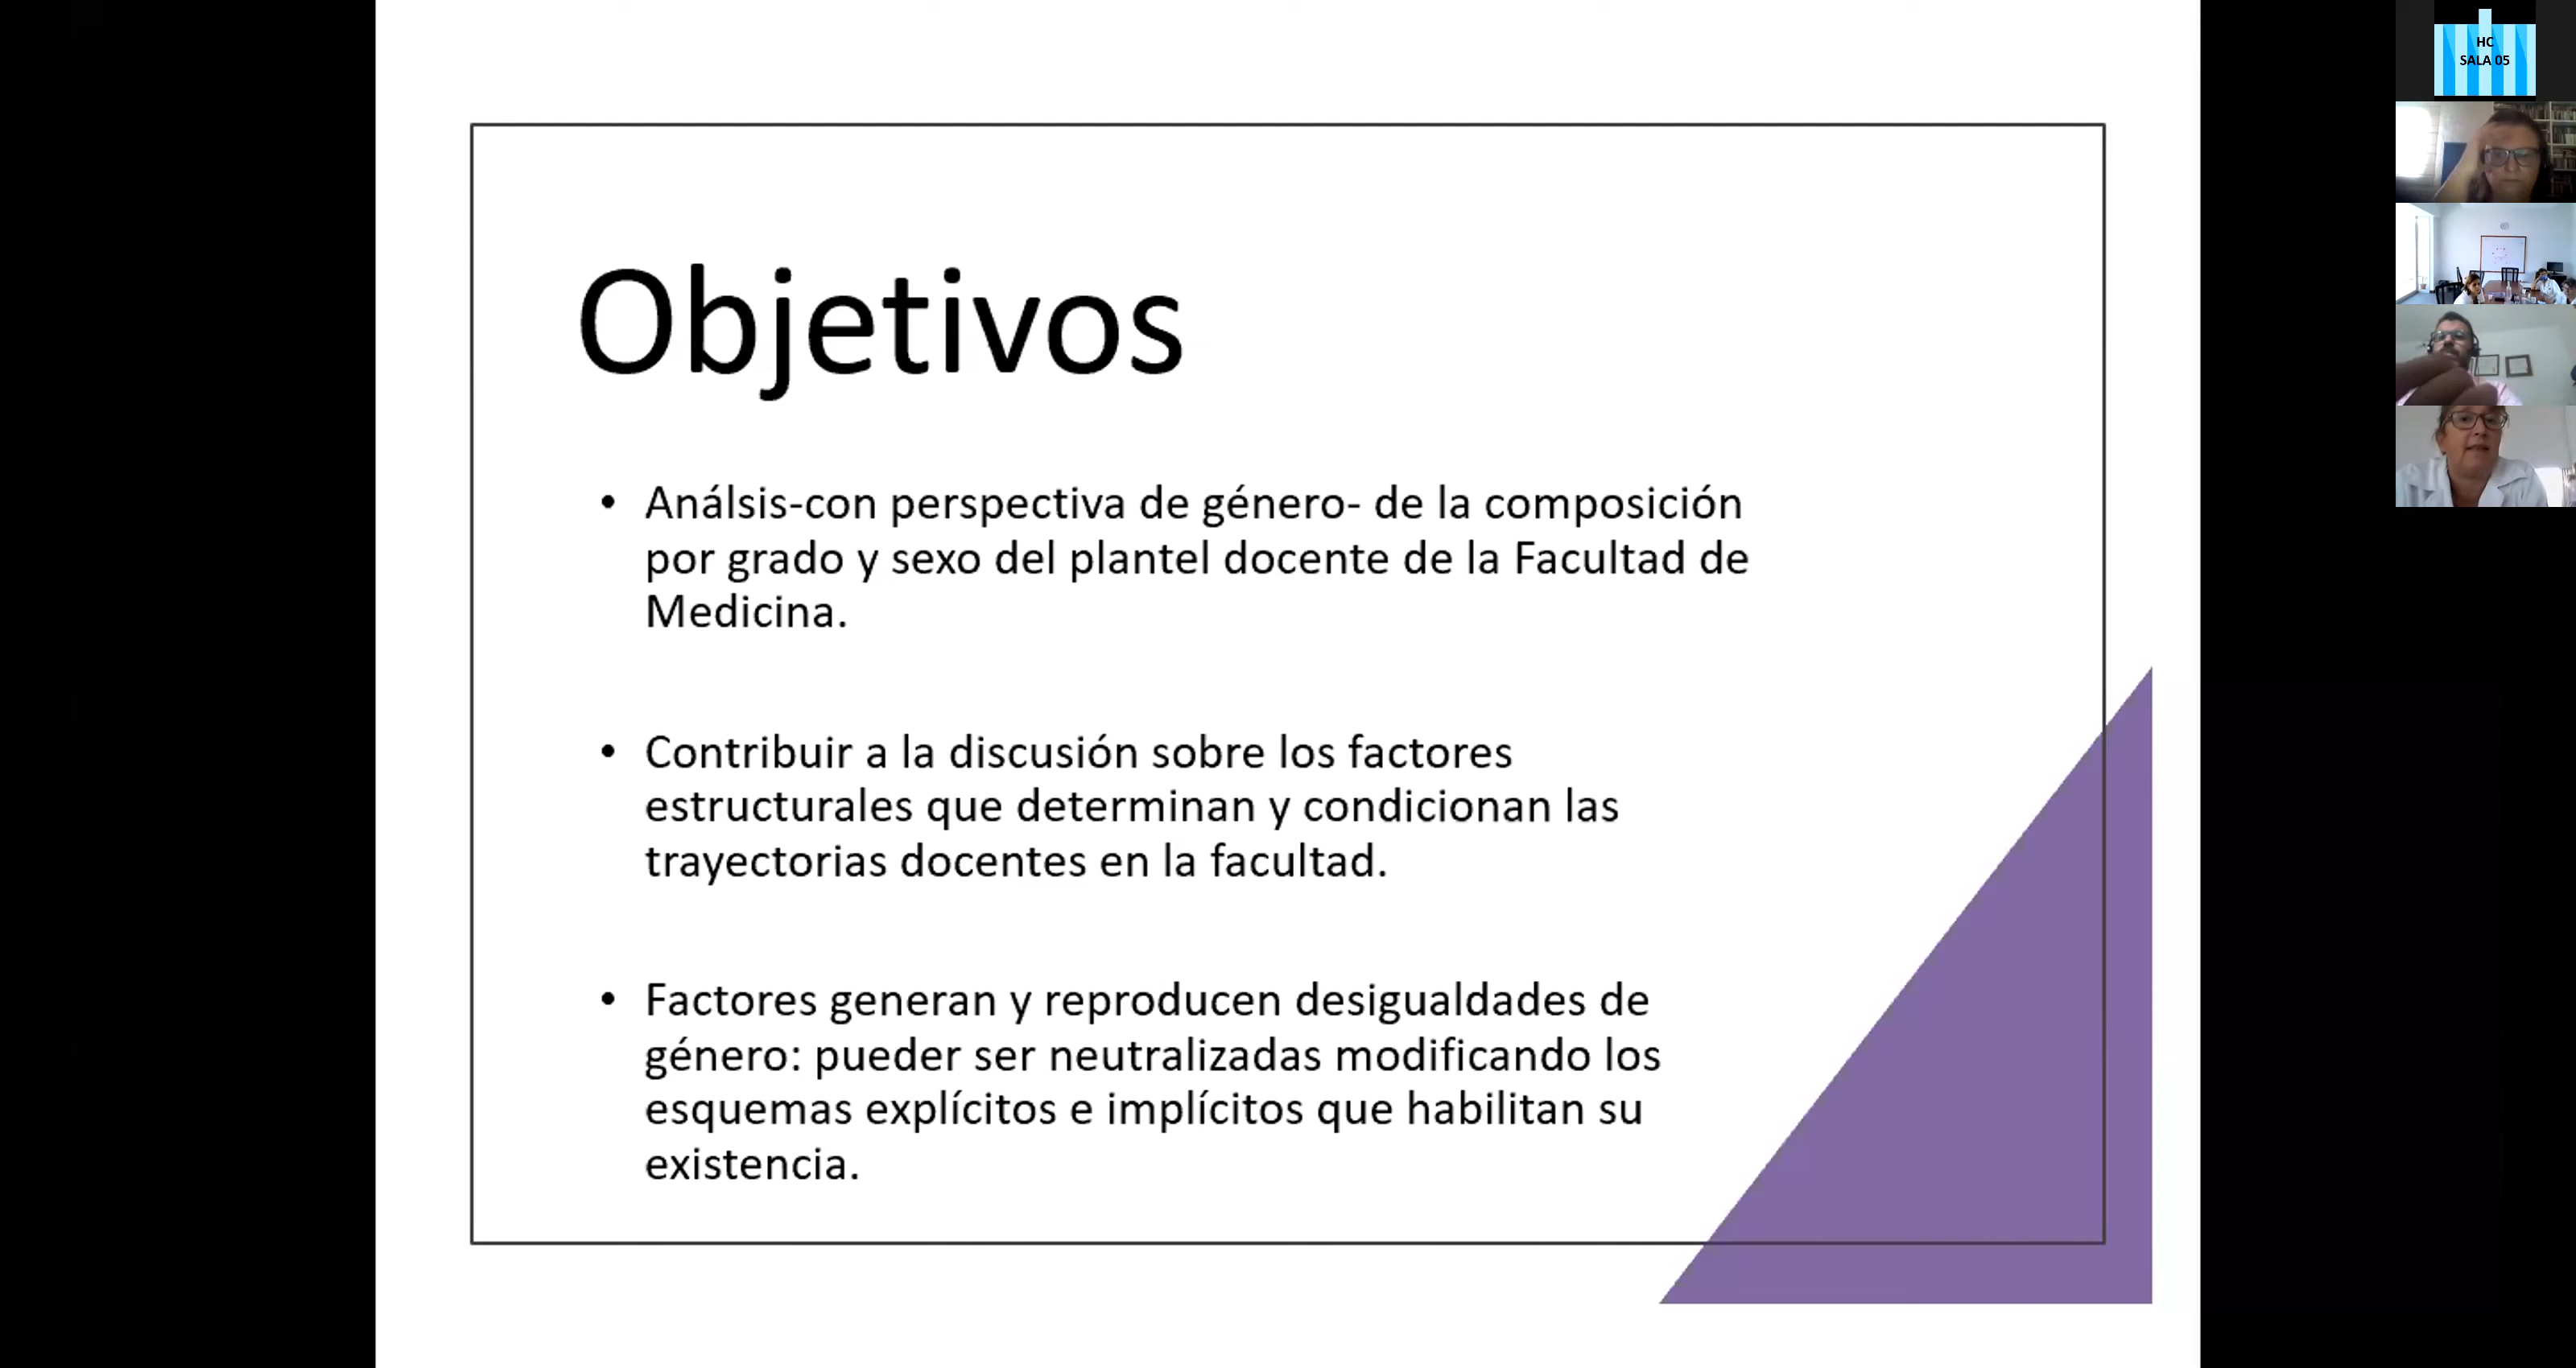 Objetivos
• Análsis-con perspectiva de género- de la composición
por grado y sexo del plantel docente de la Facultad de
Medicina.
• Contribuir a la discusión sobre los factores
estructurales que determinan y condicionan las
trayectorias docentes en la facultad.
• Factores generan y reproducen desigualdades de
género: pueder ser neutralizadas modificando los
esquemas explícitos e implícitos que habilitan su
existencia.
HC
SALA 05